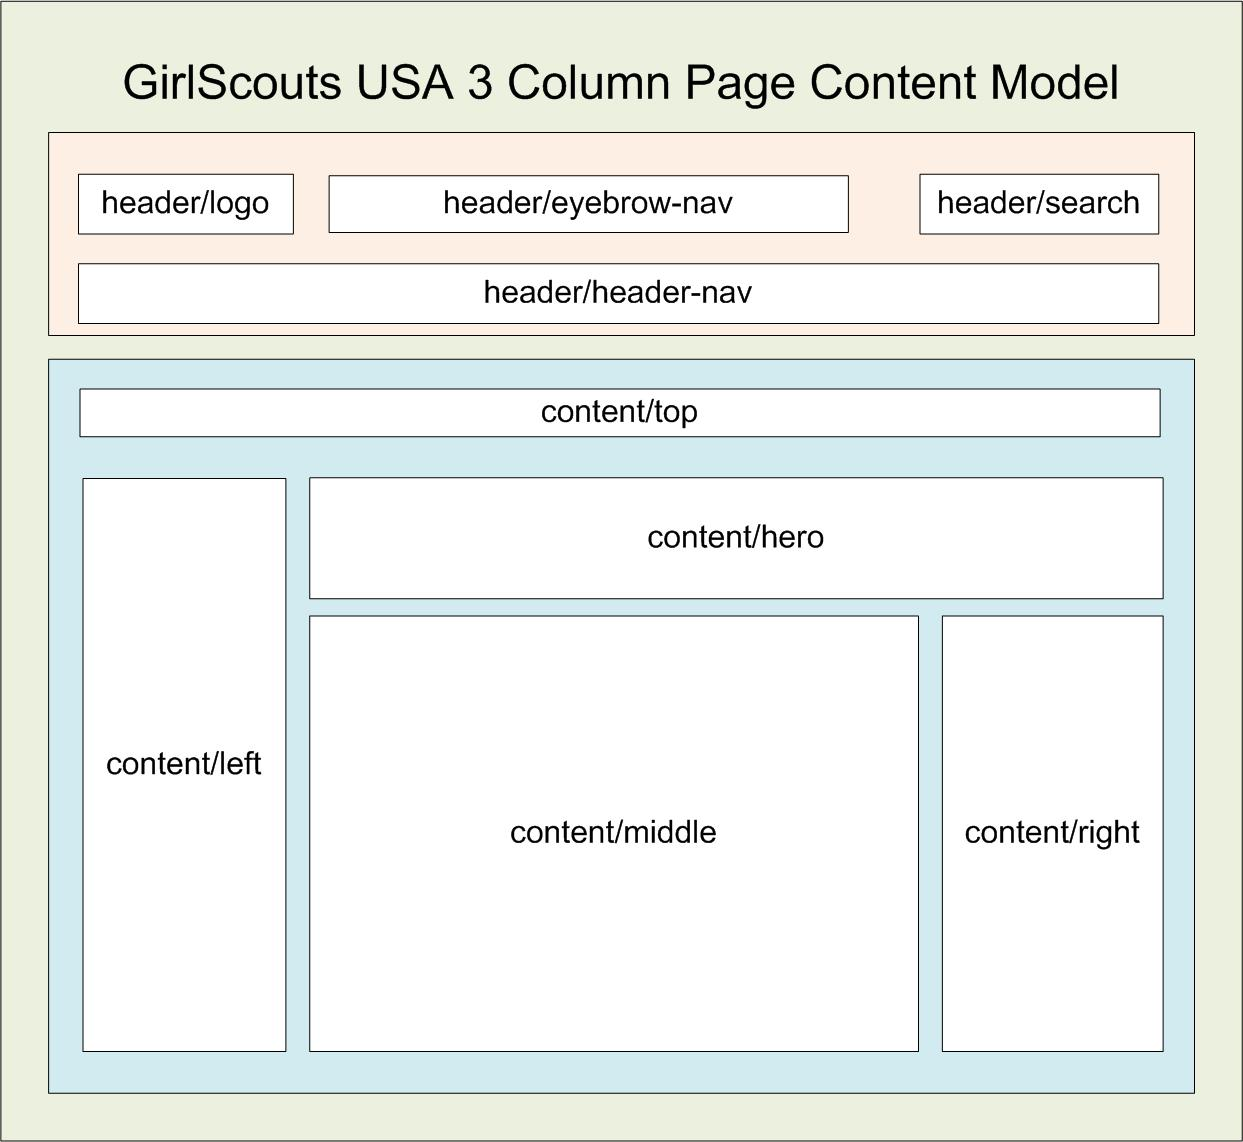 GirlScouts USA 3 Column Page Content Model
header/logo
header/eyebrow-nav
header/search
header/header-nav
content/top
content/hero
content/left
content/middle
content/right